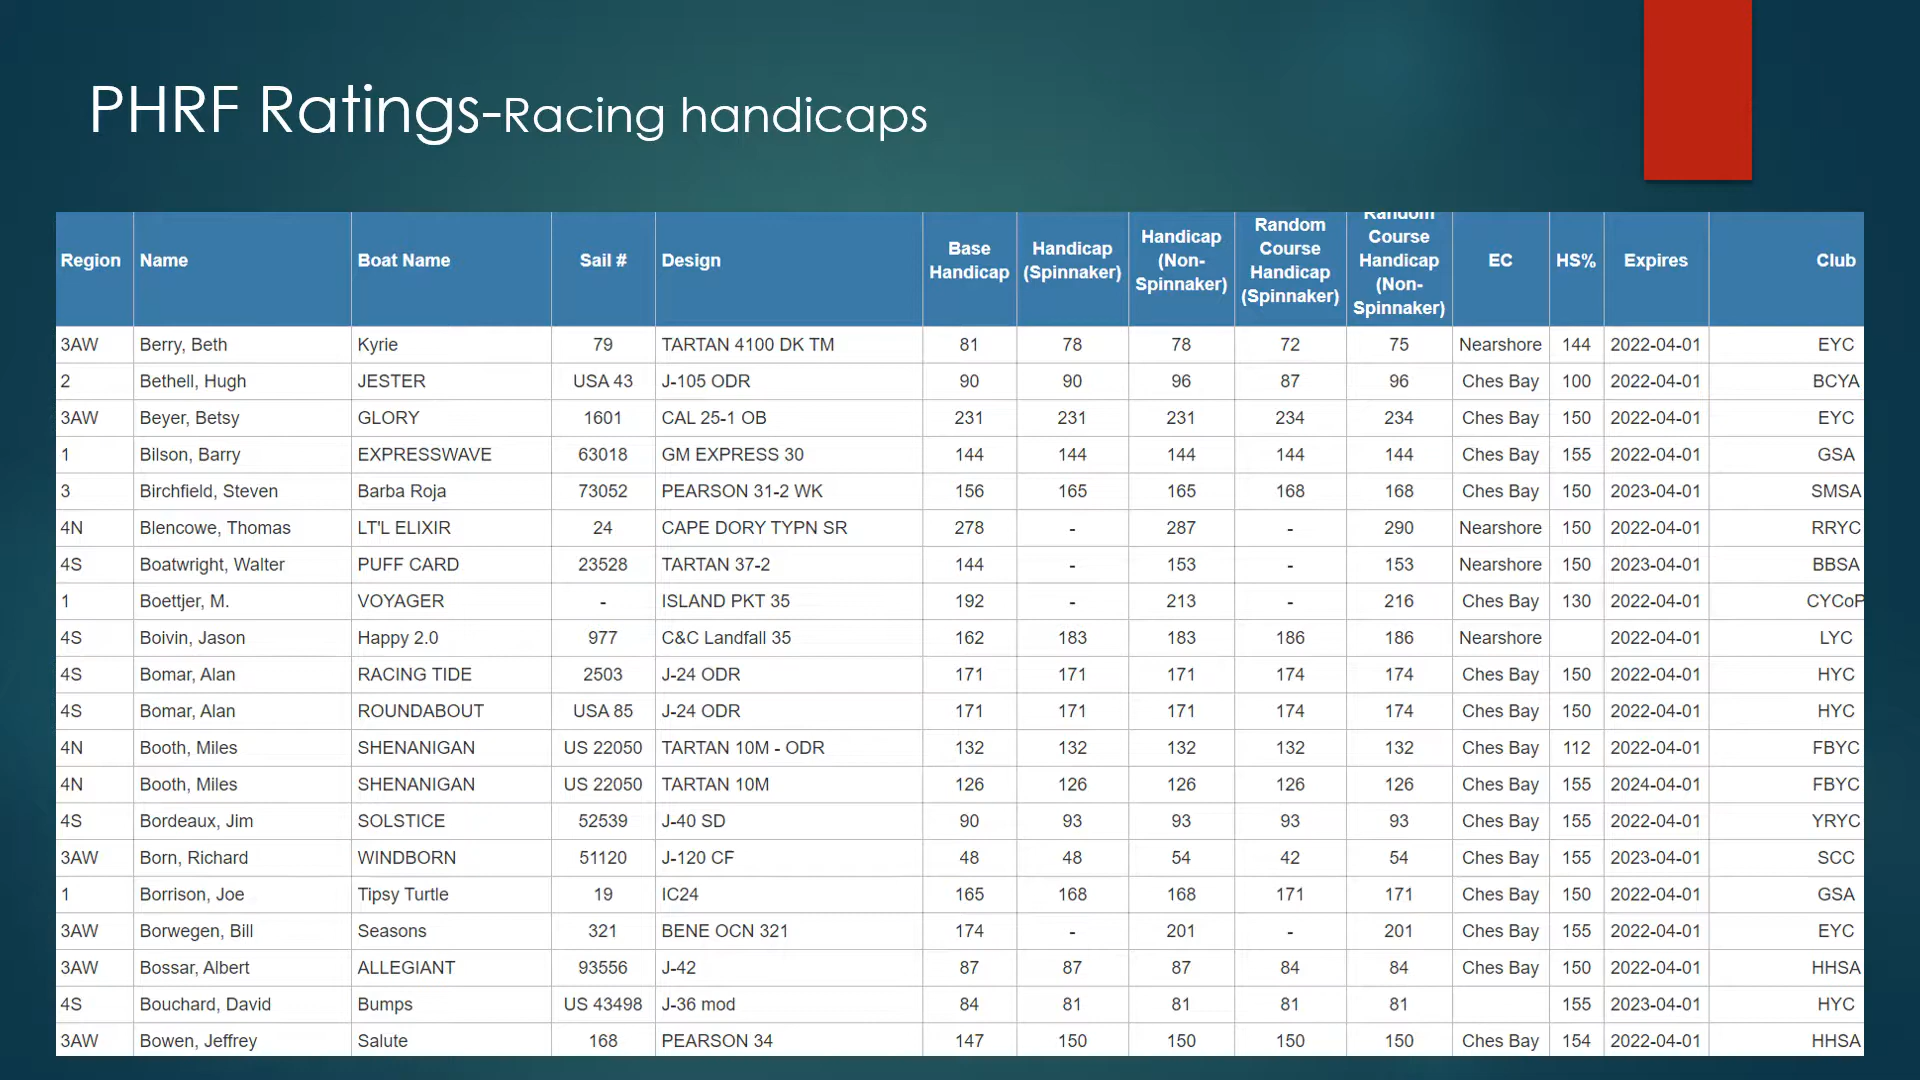 PHRF Ratings-Racing handicaps
Region Name Boat Name Sail # Design Base Handicap Handicap (Spinnaker) Handicap (Non-Spinnaker) Random Course Handicap (Spinnaker) Random Course Handicap (Non-Spinnaker) EC HS% Expires Club
3AW Berry, Beth Kyrie 79 TARTAN 4100 DK TM 81 78 78 72 75 Nearshore 144 2022-04-01 EYC
2 Bethell, Hugh JESTER USA 43 J-105 ODR 90 90 96 87 96 Ches Bay 100 2022-04-01 BCYA
3AW Beyer, Betsy GLORY 1601 CAL 25-1 OB 231 231 231 234 234 Ches Bay 150 2022-04-01 EYC
1 Bilson, Barry EXPRESSWAVE 63018 GM EXPRESS 30 144 144 144 144 144 Ches Bay 155 2022-04-01 GSA
3 Birchfield, Steven Barba Roja 73052 PEARSON 31-2 WK 156 165 165 168 168 Ches Bay 150 2023-04-01 SMSA
4N Blencowe, Thomas LT'L ELIXIR 24 CAPE DORY TYPN SR 278 - 287 - 290 Nearshore 150 2022-04-01 RRYC
4S Boatwright, Walter PUFF CARD 23528 TARTAN 37-2 144 - 153 - 153 Nearshore 150 2023-04-01 BBSA
1 Boettjer, M. VOYAGER - ISLAND PKT 35 192 - 213 - 216 Ches Bay 130 2022-04-01 CYCoP
4S Boivin, Jason Happy 2.0 977 C&C Landfall 35 162 183 183 186 186 Nearshore 2022-04-01 LYC
4S Bomar, Alan RACING TIDE 2503 J-24 ODR 171 171 171 174 174 Ches Bay 150 2022-04-01 HYC
4S Bomar, Alan ROUNDABOUT USA 85 J-24 ODR 171 171 171 174 174 Ches Bay 150 2022-04-01 HYC
4N Booth, Miles SHENANIGAN US 22050 TARTAN 10M - ODR 132 132 132 132 132 Ches Bay 112 2022-04-01 FBYC
4N Booth, Miles SHENANIGAN US 22050 TARTAN 10M 126 126 126 126 126 Ches Bay 155 2024-04-01 FBYC
4S Bordeaux, Jim SOLSTICE 52539 J-40 SD 90 93 93 93 93 Ches Bay 155 2022-04-01 YRYC
3AW Born, Richard WINDBORN 51120 J-120 CF 48 48 54 42 54 Ches Bay 155 2023-04-01 SCC
1 Borrison, Joe Tipsy Turtle 19 IC24 165 168 168 171 171 Ches Bay 150 2022-04-01 GSA
3AW Borwegen, Bill Seasons 321 BENE OCN 321 174 - 201 - 201 Ches Bay 155 2022-04-01 EYC
3AW Bossar, Albert ALLEGIANT 93556 J-42 87 87 87 84 84 Ches Bay 150 2022-04-01 HHSA
4S Bouchard, David Bumps US 43498 J-36 mod 84 81 81 81 81 155 2023-04-01 HYC
3AW Bowen, Jeffrey Salute 168 PEARSON 34 147 150 150 150 150 Ches Bay 154 2022-04-01 HHSA